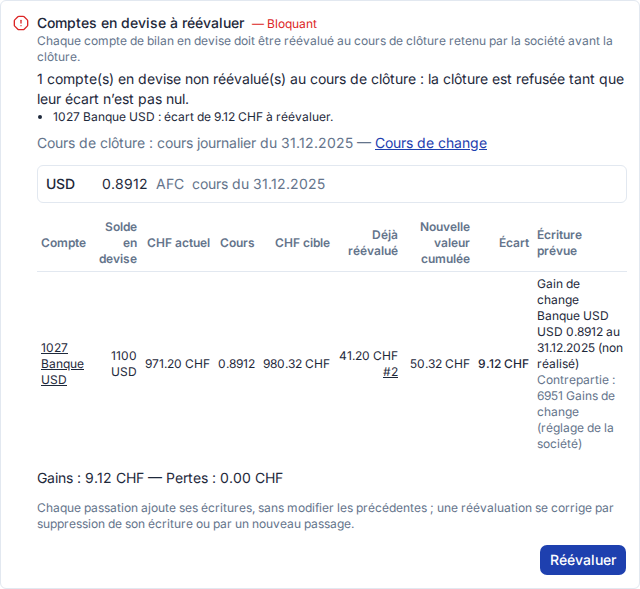 Comptes en devise à réévaluer — Bloquant
Chaque compte de bilan en devise doit être réévalué au cours de clôture retenu par la société avant la
clôture.
1 compte(s) en devise non réévalué(s) au cours de clôture : la clôture est refusée tant que
leur écart n’est pas nul.
• 1027 Banque USD : écart de 9.12 CHF à réévaluer.
Cours de clôture : cours journalier du 31.12.2025 — Cours de change
USD 0.8912 AFC cours du 31.12.2025
Compte
Solde
en
devise
CHF actuel
Cours
CHF cible
Déjà
réévalué
Nouvelle
valeur
cumulée
Écart
Écriture
prévue
1027
Banque
USD
1100
USD
971.20 CHF
0.8912
980.32 CHF
41.20 CHF
#2
50.32 CHF
9.12 CHF
Gain de
change
Banque USD
USD 0.8912 au
31.12.2025 (non
réalisé)
Contrepartie :
6951 Gains de
change
(réglage de la
société)
Gains : 9.12 CHF — Pertes : 0.00 CHF
Chaque passation ajoute ses écritures, sans modifier les précédentes ; une réévaluation se corrige par
suppression de son écriture ou par un nouveau passage.
Réévaluer